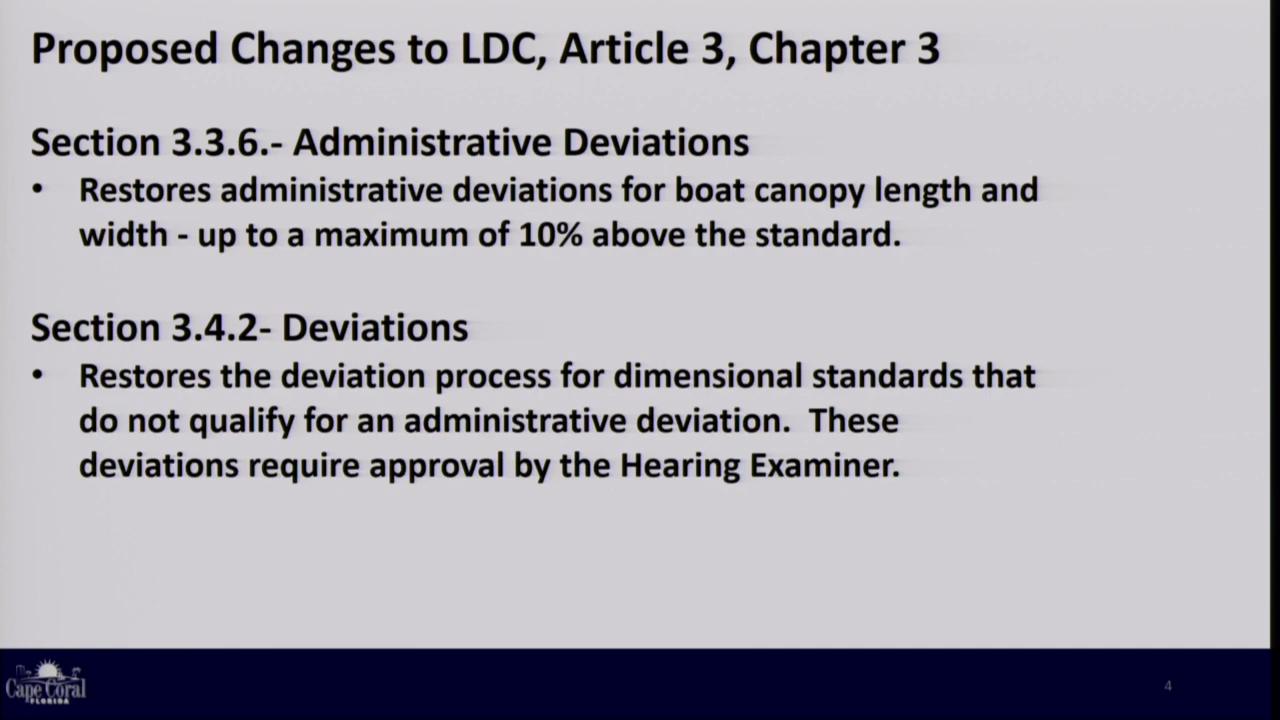 Proposed Changes to LDC, Article 3, Chapter 3
Section 3.3.6.- Administrative Deviations
• Restores administrative deviations for boat canopy length and
width - up to a maximum of 10% above the standard.
Section 3.4.2- Deviations
• Restores the deviation process for dimensional standards that
do not qualify for an administrative deviation.  These
deviations require approval by the Hearing Examiner.
Cape Coral
FLORIDA
4